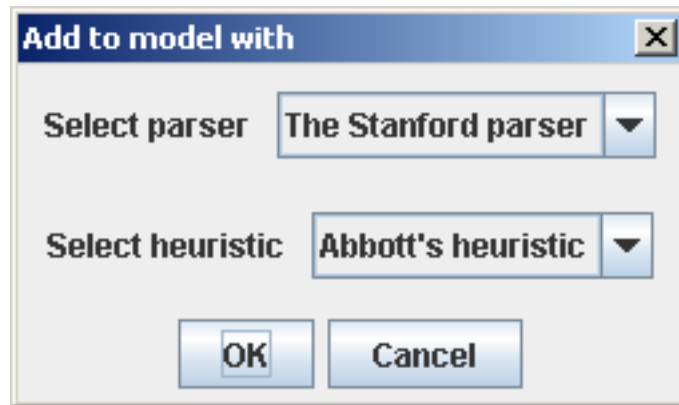 Add to model with
Select parser The Stanford parser
Select heuristic Abbott's heuristic
OK Cancel